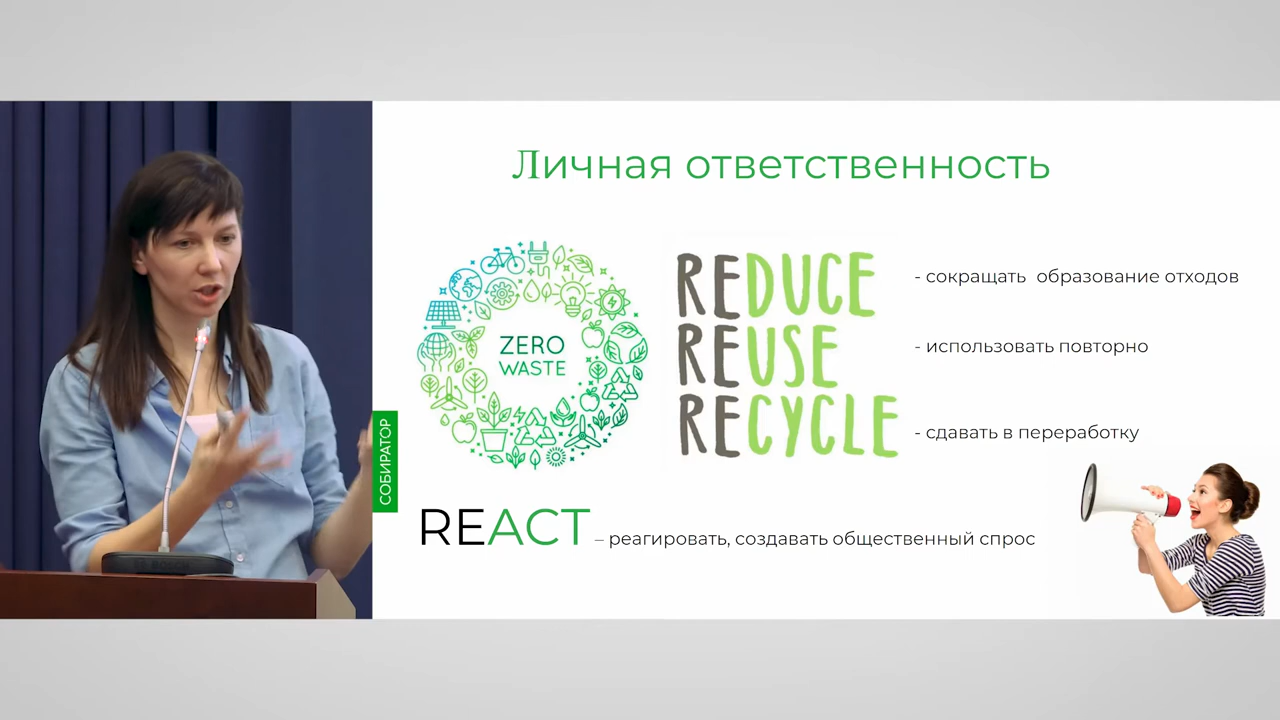 Личная ответственность
ZERO
WASTE
REDUCE
- сокращать образование отходов
REUSE
- использовать повторно
RECYCLE
- сдавать в переработку
СОБИРАТОР
REACT – реагировать, создавать общественный спрос